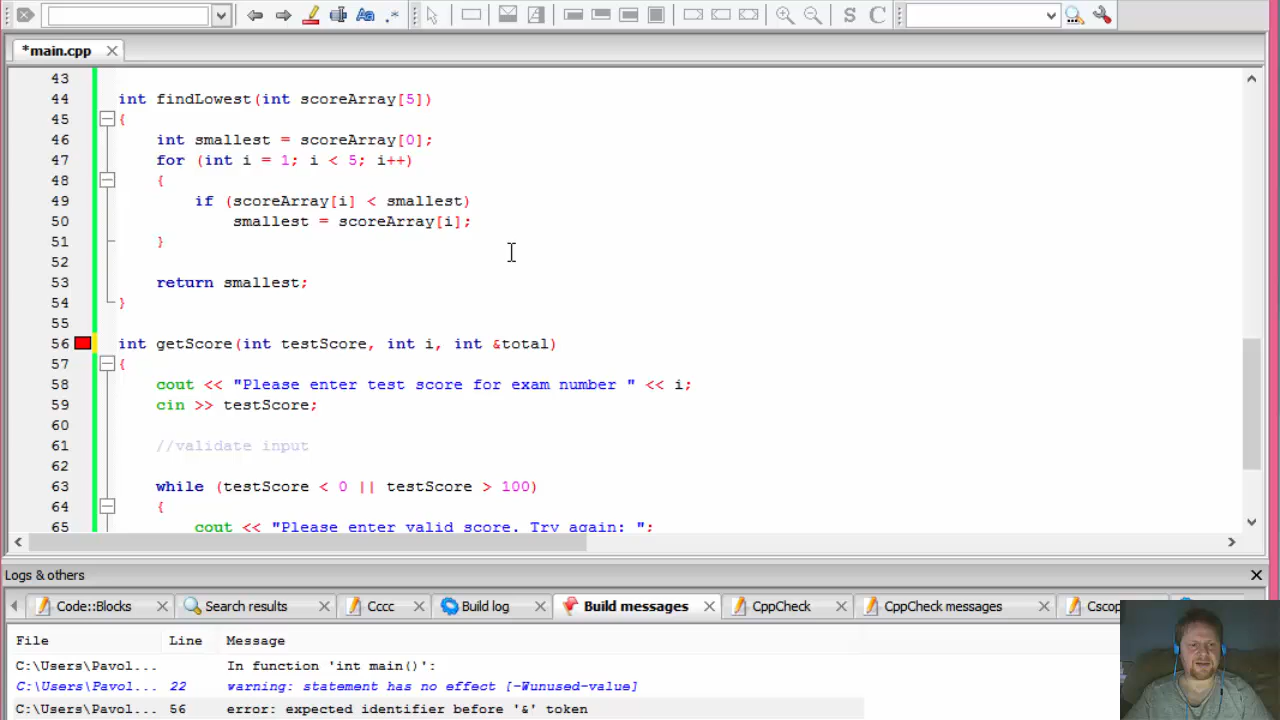 S C
*main.cpp
43
44 int findLowest(int scoreArray[5])
45 {
46 int smallest = scoreArray[0];
47 for (int i = 1; i < 5; i++)
48 {
49 if (scoreArray[i] < smallest)
50 smallest = scoreArray[i];
51 }
52
53 return smallest;
54 }
55
56 int getScore(int testScore, int i, int &total)
57 {
58 cout << "Please enter test score for exam number " << i;
59 cin >> testScore;
60
61 //validate input
62
63 while (testScore < 0 || testScore > 100)
64 {
65 cout << "Please enter valid score. Try again: ";
Logs & others
Code::Blocks Search results Cccc Build log Build messages CppCheck CppCheck messages
File Line Message
C:\Users\Pavol... In function 'int main()':
C:\Users\Pavol... 22 warning: statement has no effect [-Wunused-value]
C:\Users\Pavol... 56 error: expected identifier before '&' token